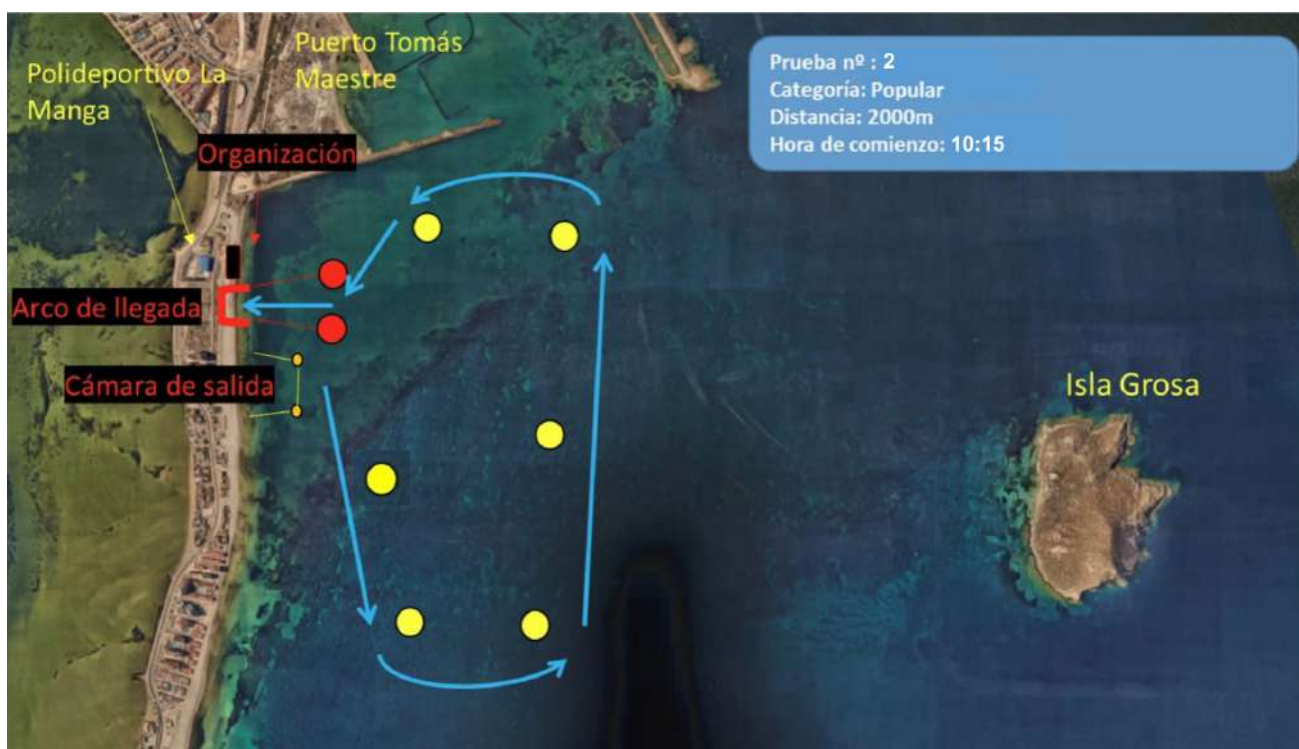 Puerto Tomás
Maestre
Polideportivo La
Manga
Organización
Prueba nº : 2
Categoría: Popular
Distancia: 2000m
Hora de comienzo: 10:15
Arco de llegada
Cámara de salida
Isla Grosa